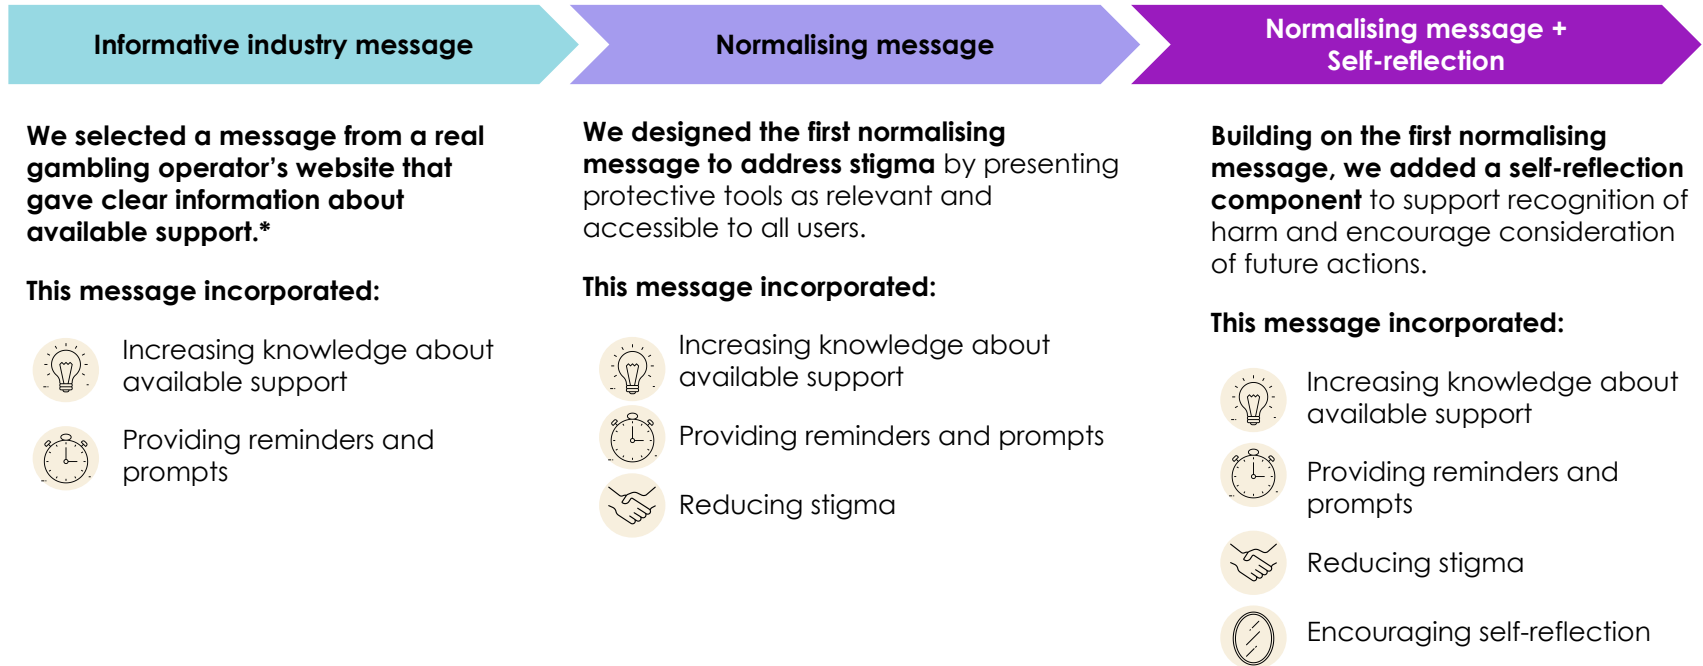 Informative industry message
We selected a message from a real
gambling operator’s website that
gave clear information about
available support.*
This message incorporated:
Increasing knowledge about
available support
Providing reminders and
prompts
Normalising message
We designed the first normalising
message to address stigma by presenting
protective tools as relevant and
accessible to all users.
This message incorporated:
Increasing knowledge about
available support
Providing reminders and prompts
Reducing stigma
Normalising message +
Self-reflection
Building on the first normalising
message, we added a self-reflection
component to support recognition of
harm and encourage consideration
of future actions.
This message incorporated:
Increasing knowledge about
available support
Providing reminders and
prompts
Reducing stigma
Encouraging self-reflection